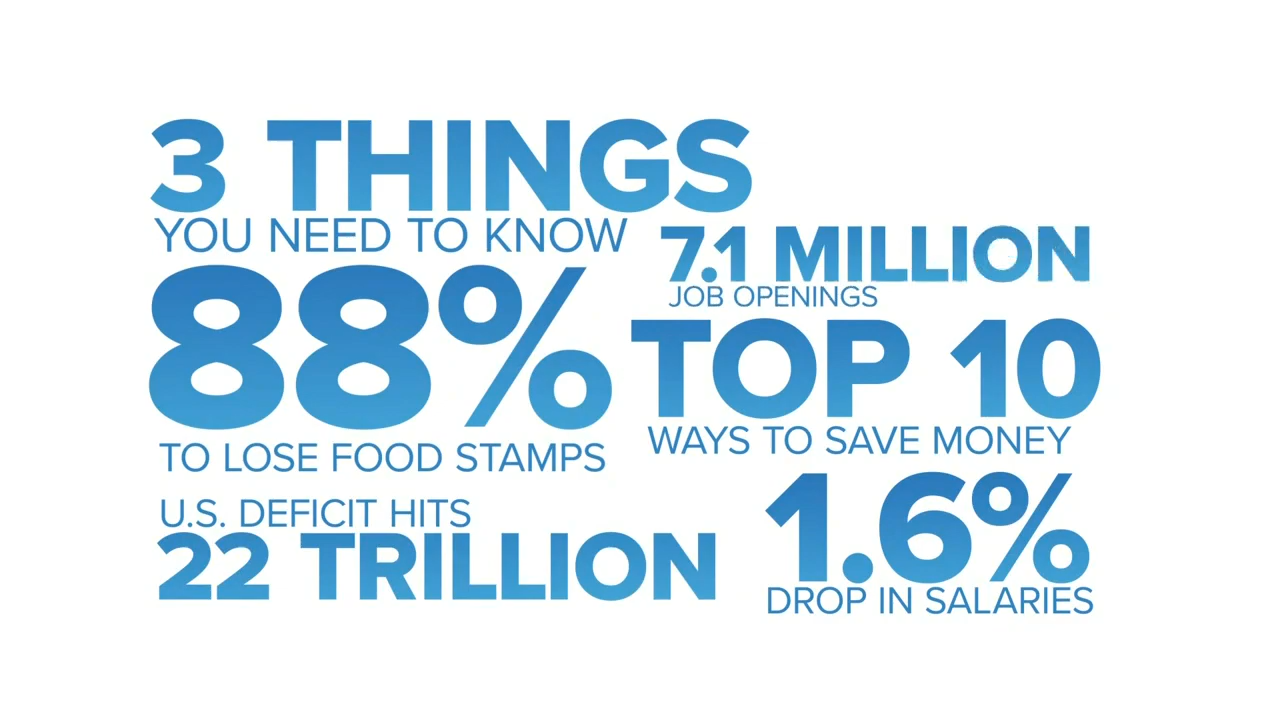 3 THINGS
YOU NEED TO KNOW
88%
TO LOSE FOOD STAMPS
U.S. DEFICIT HITS
22 TRILLION
7.1 MILLION
JOB OPENINGS
TOP 10
WAYS TO SAVE MONEY
1.6%
DROP IN SALARIES